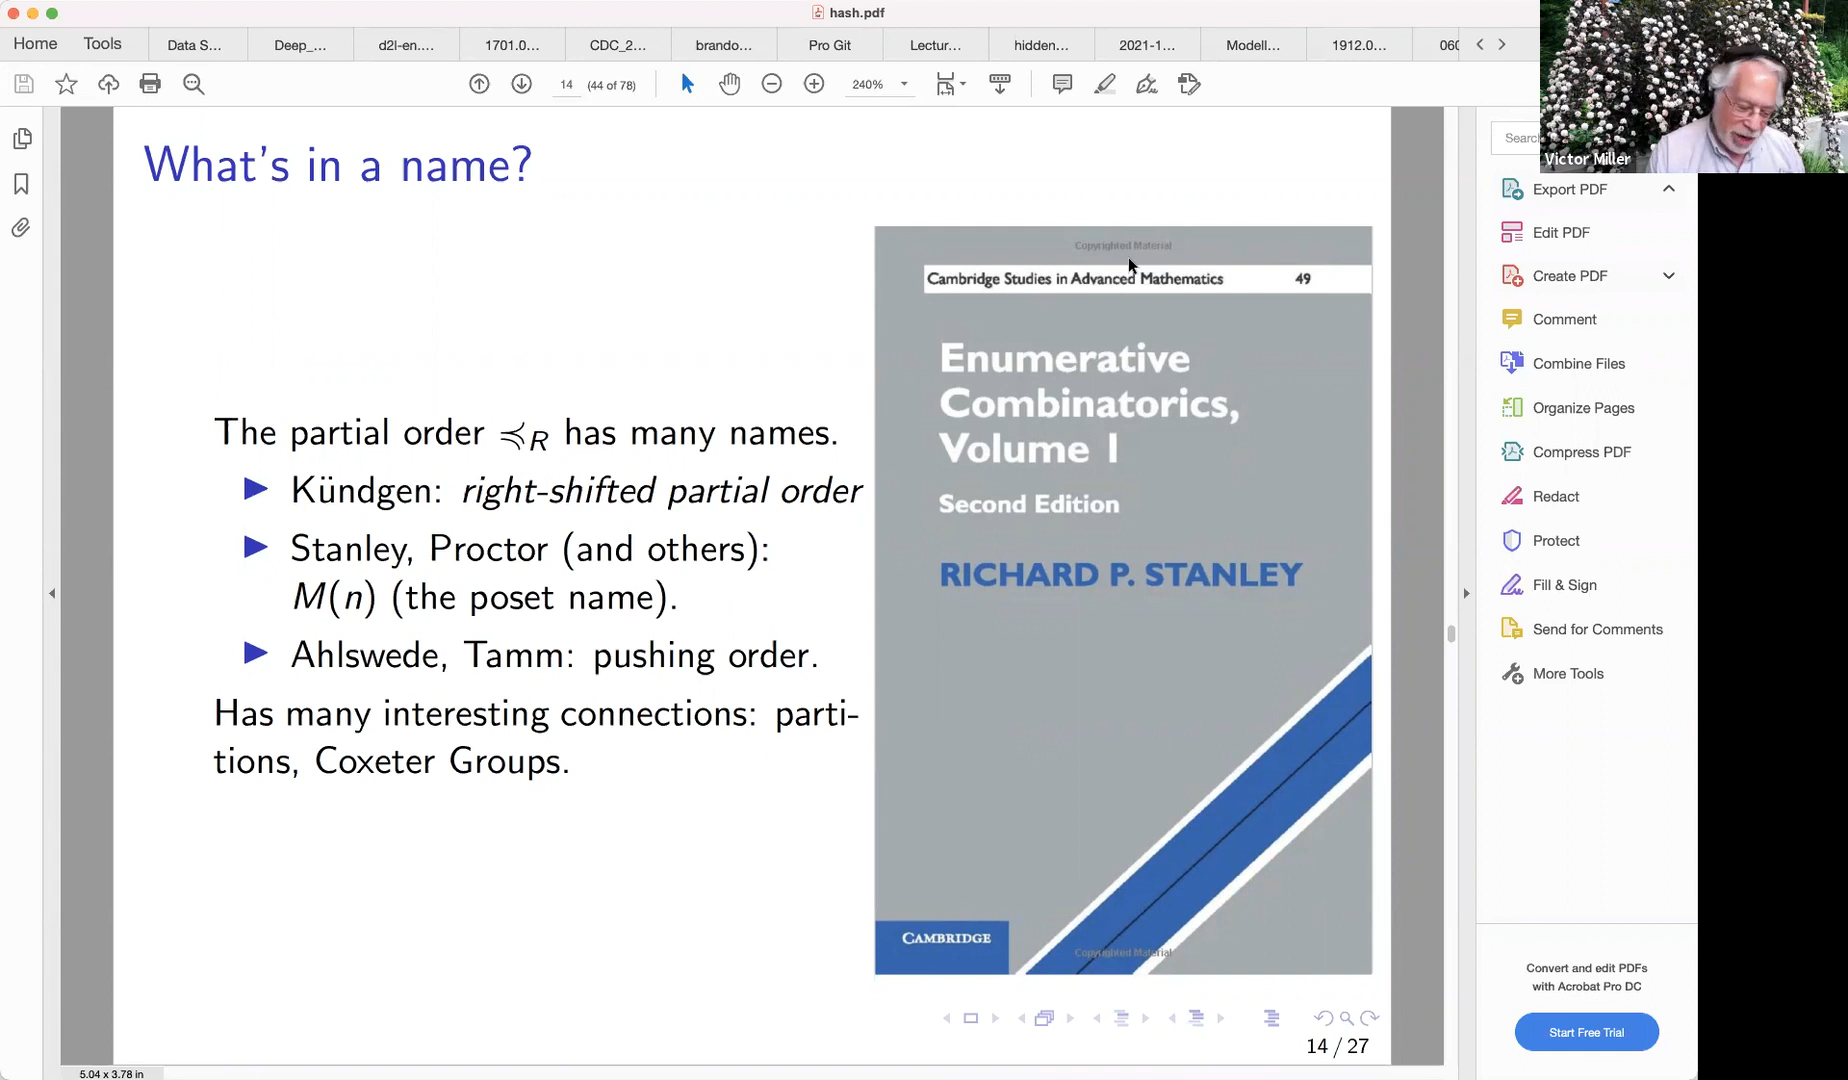 hash.pdf
Home Tools Data S... Deep_... d2l-en.... 1701.0... CDC_2... brando... Pro Git Lectur... hidden... 2021-1... Modell... 1912.0... 060
14 (44 of 78) 240%
Victor Miller
What's in a name?
The partial order ≼R has many names.
▶ Kündgen: right-shifted partial order
▶ Stanley, Proctor (and others):
M(n) (the poset name).
▶ Ahlswede, Tamm: pushing order.
Has many interesting connections: parti-
tions, Coxeter Groups.
Copyrighted Material
Cambridge Studies in Advanced Mathematics 49
Enumerative
Combinatorics,
Volume 1
Second Edition
RICHARD P. STANLEY
CAMBRIDGE
Copyrighted Material
14 / 27
5.04 x 3.78 in
Searc
Export PDF
Edit PDF
Create PDF
Comment
Combine Files
Organize Pages
Compress PDF
Redact
Protect
Fill & Sign
Send for Comments
More Tools
Convert and edit PDFs
with Acrobat Pro DC
Start Free Trial